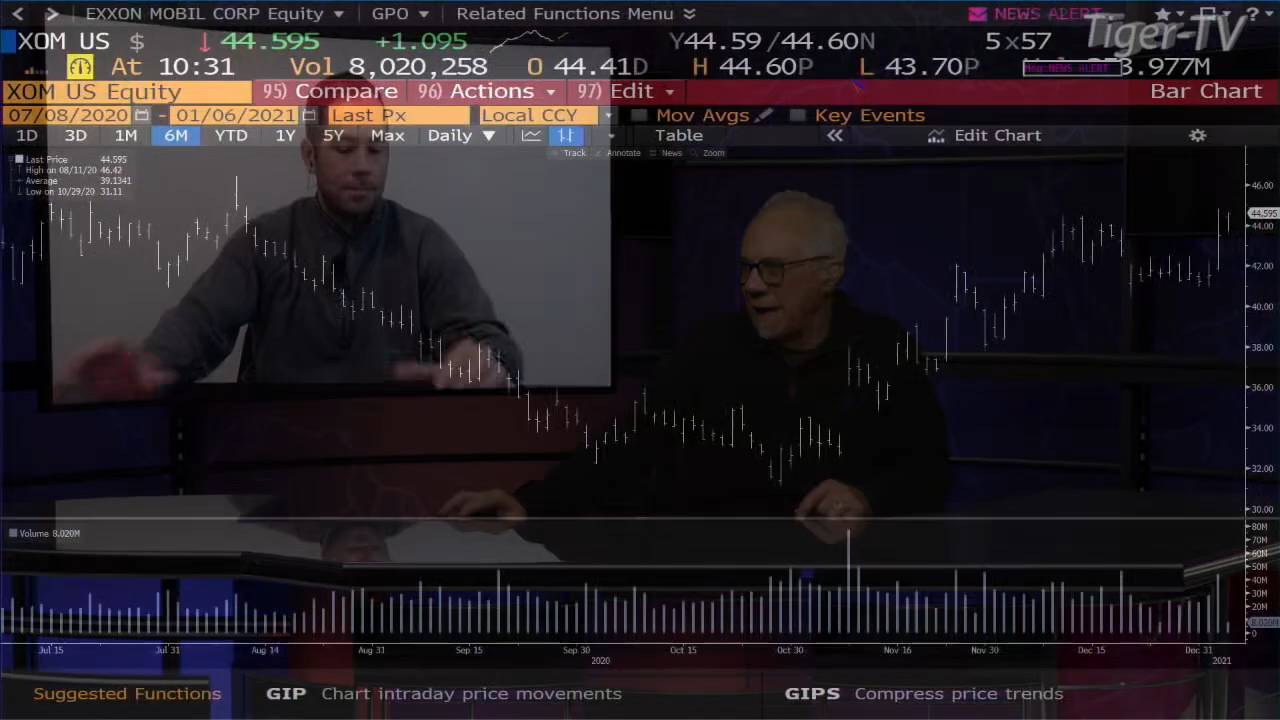 EXXON MOBIL CORP Equity GPO Related Functions Menu NEWS ALERT ?
XOM US $ 44.595 +1.095 Y44.59/44.60N 5x57 Tiger-TV
At 10:31 Vol 8,020,258 O 44.41D H 44.60P L 43.70P 3.977M
XOM US Equity 95) Compare 96) Actions 97) Edit Bar Chart
07/08/2020 - 01/06/2021 Last Px Local CCY Mov Avgs Key Events
1D 3D 1M 6M YTD 1Y 5Y Max Daily Table Edit Chart
Track Annotate News Zoom
Last Price 44.595
High on 08/11/20 46.42
Average 39.1341
Low on 10/29/20 31.11
46.00
44.595
44.00
42.00
40.00
38.00
36.00
34.00
32.00
30.00
Volume 8.020M
80M
70M
60M
50M
40M
30M
20M
8.020M
0
Jul 15 Jul 31 Aug 14 Aug 31 Sep 15 Sep 30 Oct 15 Oct 30 Nov 16 Nov 30 Dec 15 Dec 31
2020 2021
Suggested Functions GIP Chart intraday price movements GIPS Compress price trends